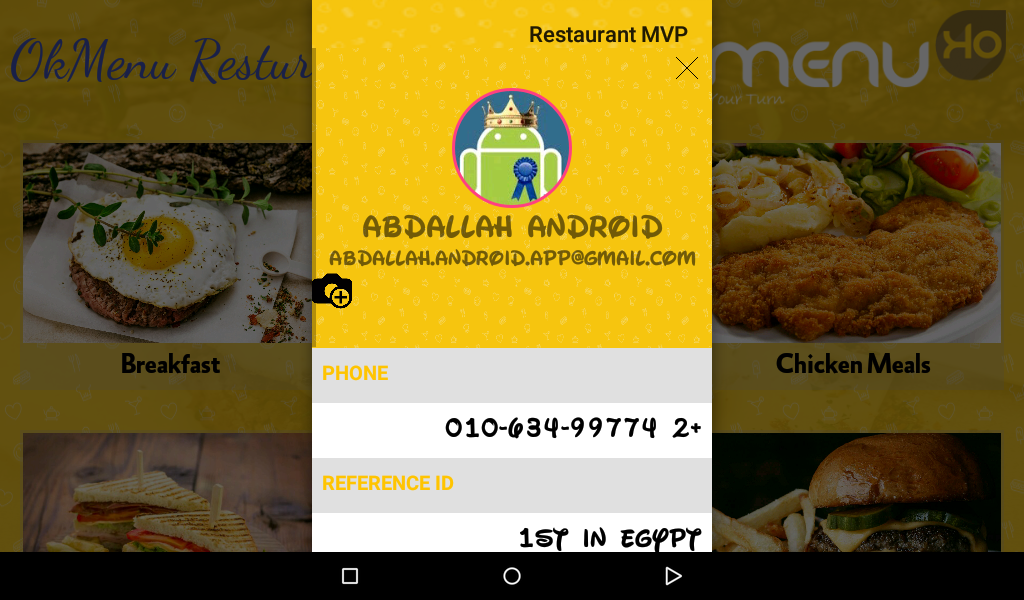 Restaurant MVP
OkMenu Restur
MENU
OK
Your Turn
ABDALLAH ANDROID
ABDALLAH.ANDROID.APP@GMAIL.COM
Breakfast
Chicken Meals
PHONE
010-634-99774 2+
REFERENCE ID
1ST IN EGYPT